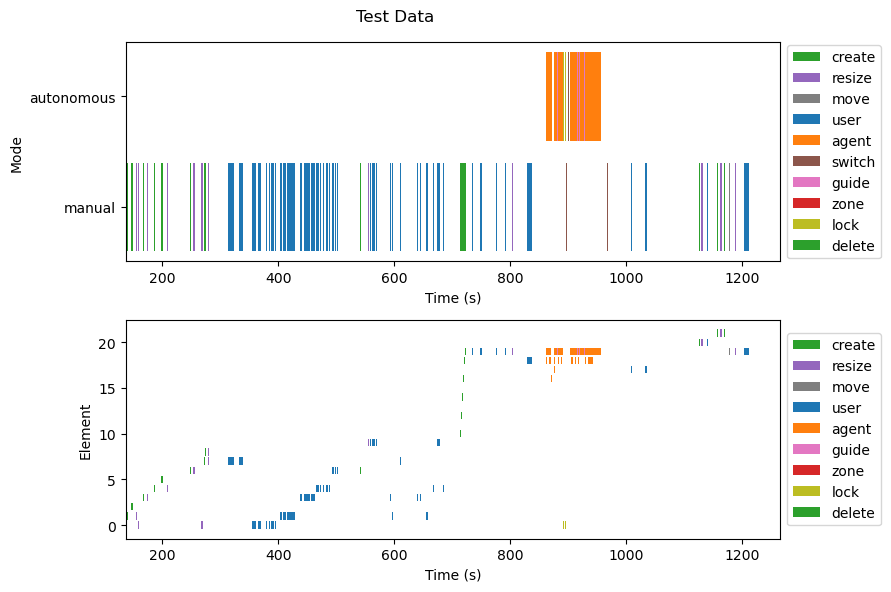 Test Data
Mode
autonomous
manual
200 400 600 800 1000 1200
Time (s)
create
resize
move
user
agent
switch
guide
zone
lock
delete
Element
20
15
10
5
0
200 400 600 800 1000 1200
Time (s)
create
resize
move
user
agent
guide
zone
lock
delete